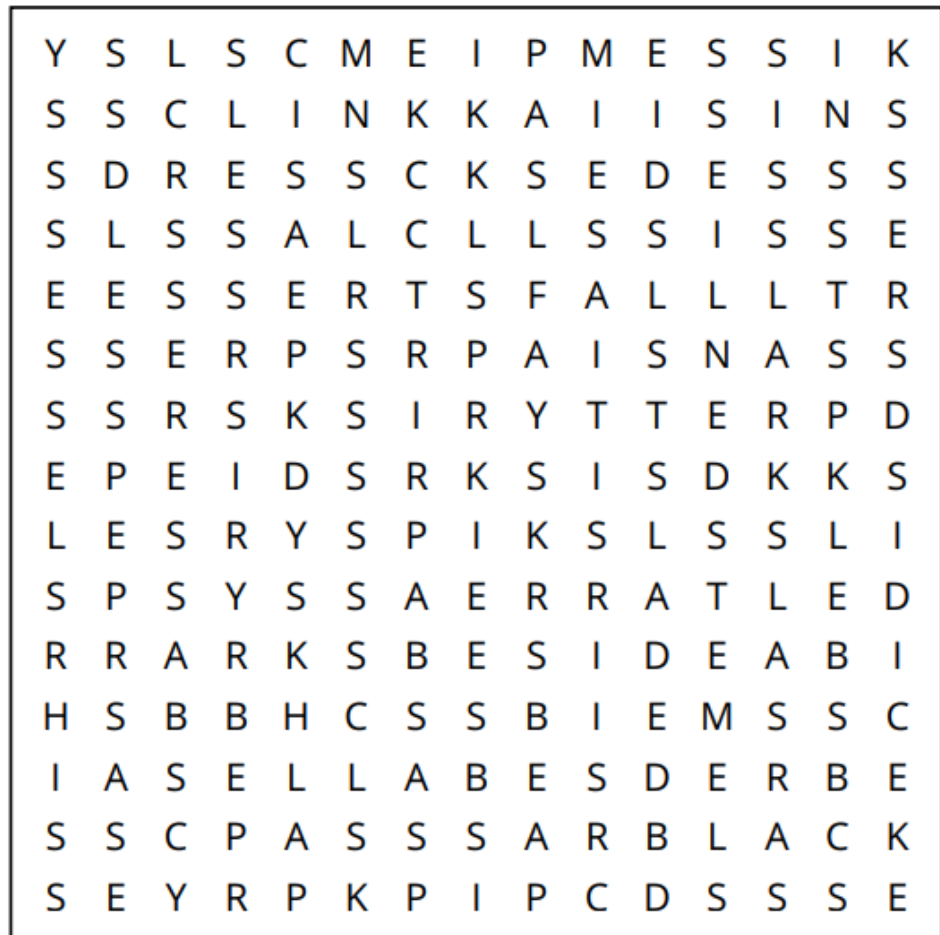 Y S L S C M E I P M E S S I K
S S C L I N K K A I I S I N S
S D R E S S C K S E D E S S S
S L S S A L C L L S S I S S E
E E S S E R T S F A L L L T R
S S E R P S R P A I S N A S S
S S R S K S I R Y T T E R P D
E P E I D S R K S I S D K K S
L E S R Y S P I K S L S S L I
S P S Y S S A E R R A T L E D
R R A R K S B E S I D E A B I
H S B B H C S S B I E M S S C
I A S E L L A B E S D E R B E
S S C P A S S S A R B L A C K
S E Y R P K P I P C D S S S E